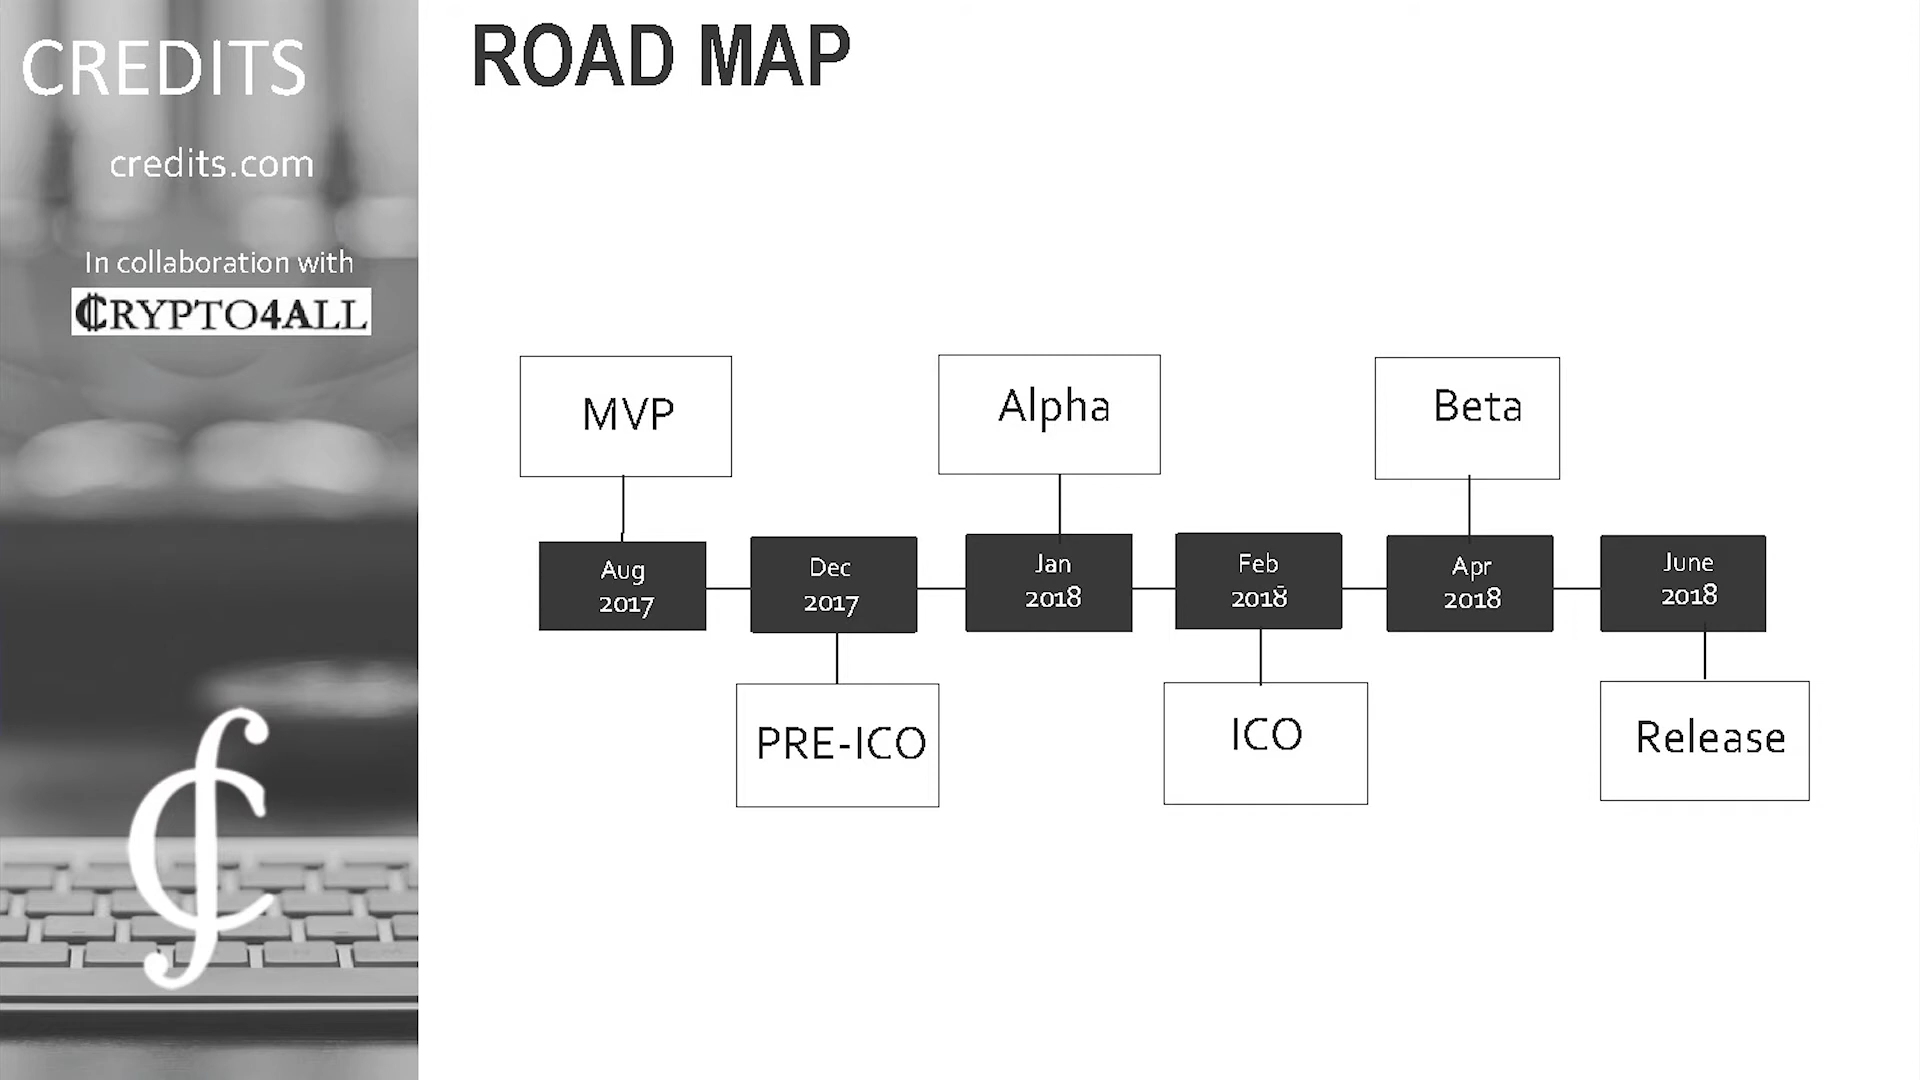 CREDITS
credits.com
In collaboration with
₵RYPTO4ALL
ROAD MAP
MVP
Alpha
Beta
Aug
2017
Dec
2017
Jan
2018
Feb
2018
Apr
2018
June
2018
PRE-ICO
ICO
Release